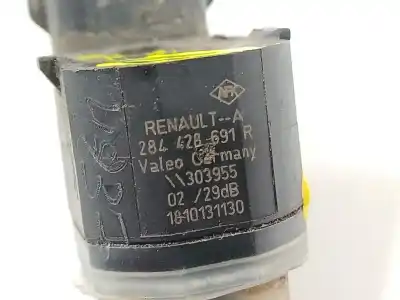 RENAULT--A
284 428 691 R
Valeo Germany
\\303955
02 /29dB
1810131130